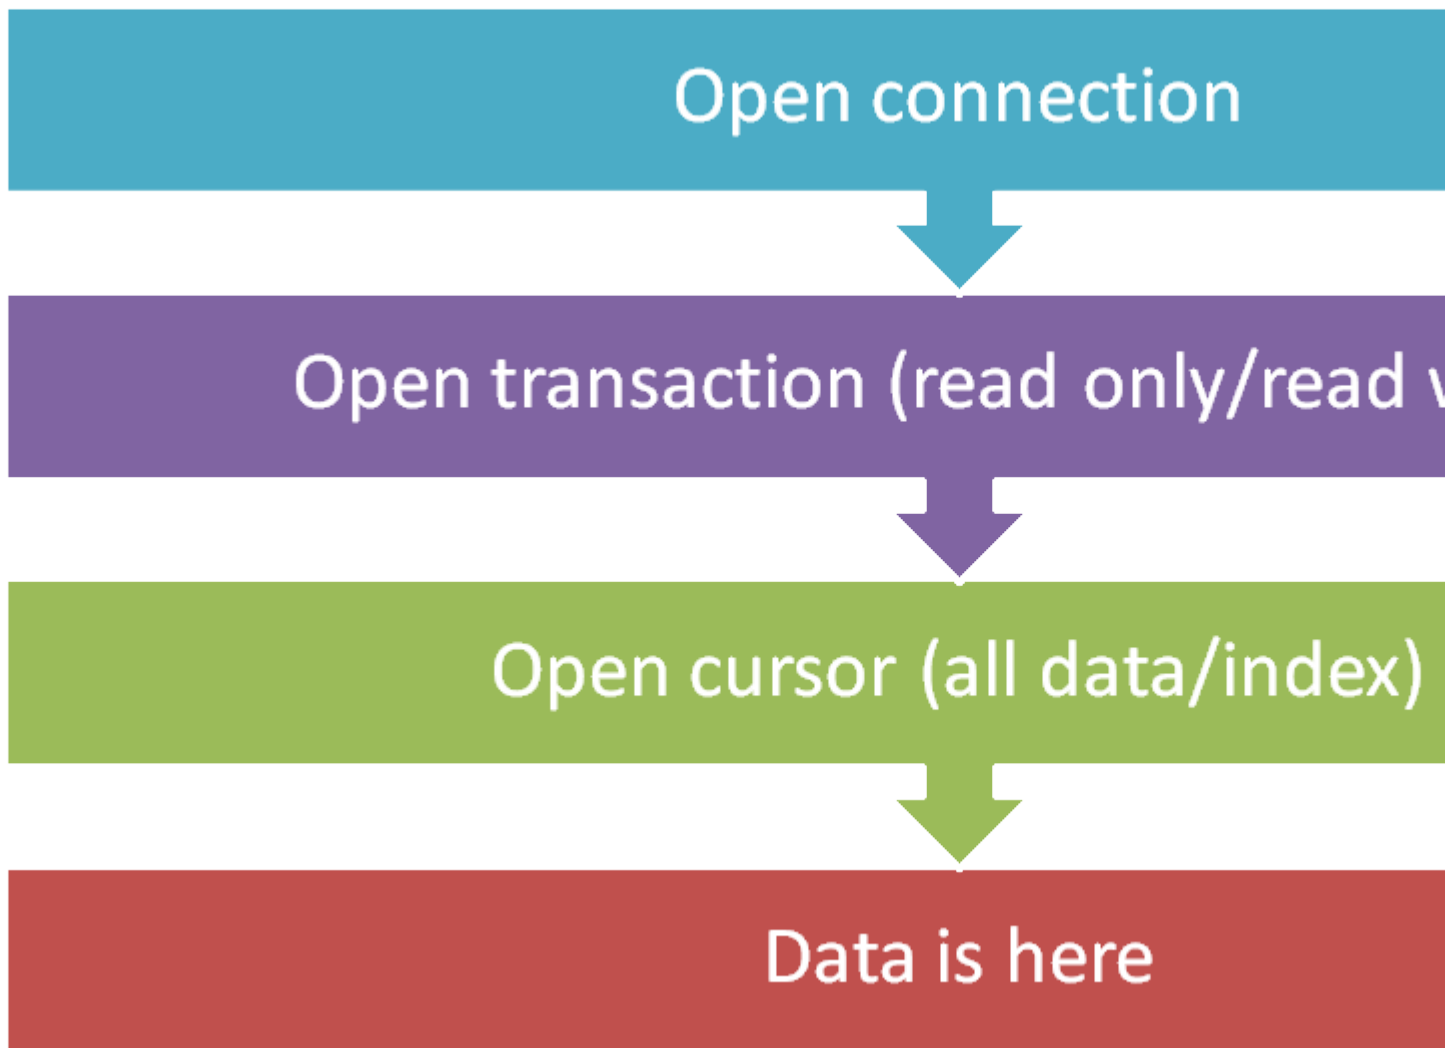 Open connection
Open transaction (read only/read
Open cursor (all data/index)
Data is here